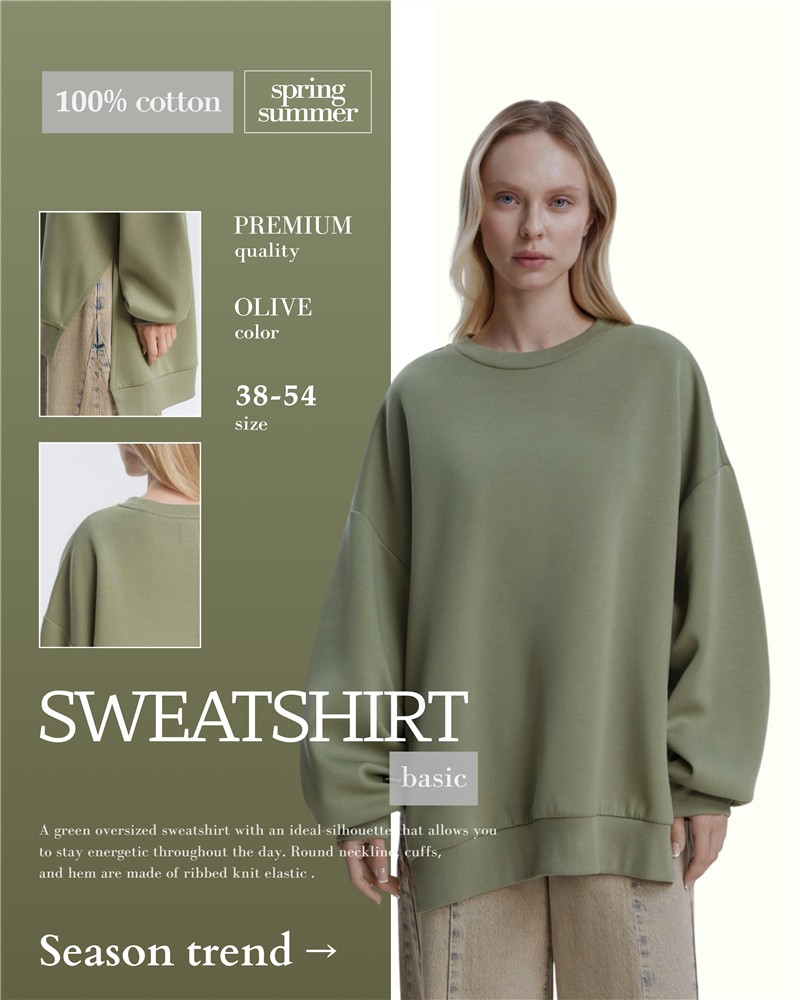 100% cotton
spring
summer
PREMIUM
quality
OLIVE
color
38-54
size
SWEATSHIRT
basic
A green oversized sweatshirt with an ideal silhouette that allows you
to stay energetic throughout the day. Round neckline, cuffs,
and hem are made of ribbed knit elastic .
Season trend →